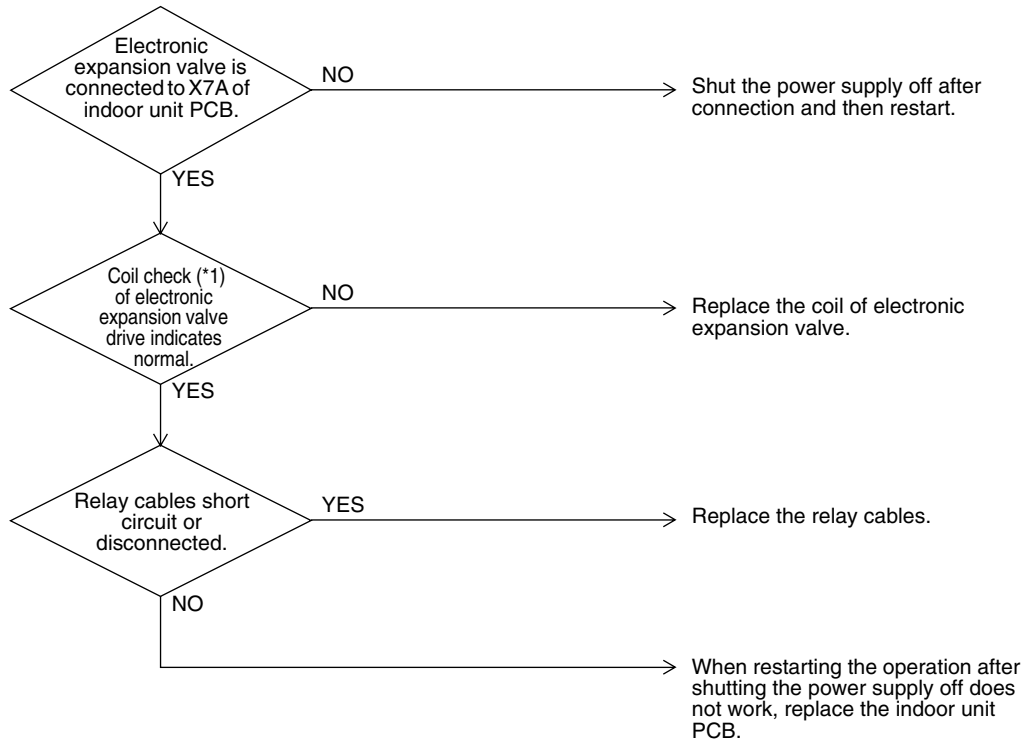 Electronic
expansion valve is
connected to X7A of
indoor unit PCB.
NO
Shut the power supply off after
connection and then restart.
YES
Coil check (*1)
of electronic
expansion valve
drive indicates
normal.
NO
Replace the coil of electronic
expansion valve.
YES
Relay cables short
circuit or
disconnected.
YES
Replace the relay cables.
NO
When restarting the operation after
shutting the power supply off does
not work, replace the indoor unit
PCB.